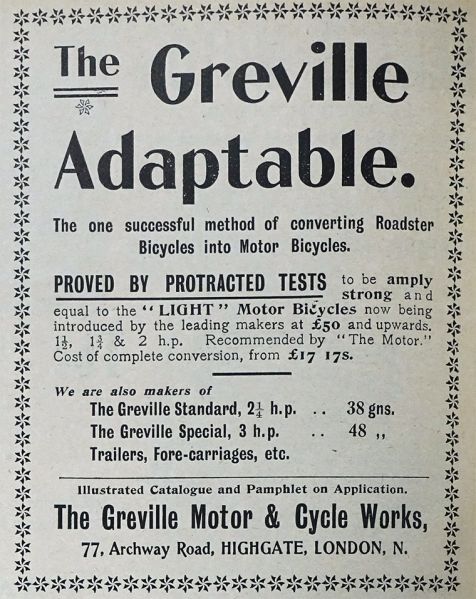 The Greville
Adaptable.
The one successful method of converting Roadster
Bicycles into Motor Bicycles.
PROVED BY PROTRACTED TESTS to be amply
strong and
equal to the "LIGHT" Motor Bicycles now being
introduced by the leading makers at £50 and upwards.
1½, 1¾ & 2 h.p. Recommended by "The Motor."
Cost of complete conversion, from £17 17s.
We are also makers of
The Greville Standard, 2¼ h.p. .. 38 gns.
The Greville Special, 3 h.p. .. 48 ,,
Trailers, Fore-carriages, etc.
Illustrated Catalogue and Pamphlet on Application.
The Greville Motor & Cycle Works,
77, Archway Road, HIGHGATE, LONDON, N.